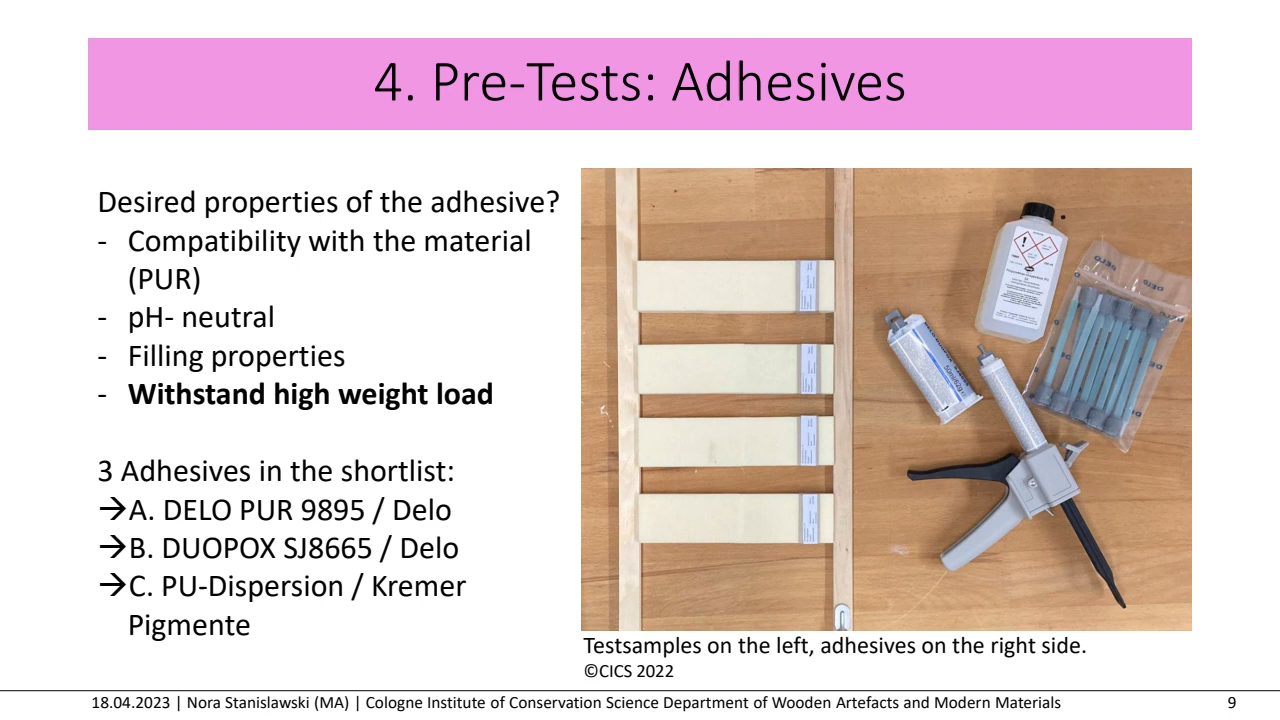 4. Pre-Tests: Adhesives
Desired properties of the adhesive?
- Compatibility with the material
(PUR)
- pH- neutral
- Filling properties
- Withstand high weight load
3 Adhesives in the shortlist:
→A. DELO PUR 9895 / Delo
→B. DUOPOX SJ8665 / Delo
→C. PU-Dispersion / Kremer
Pigmente
DELO
DELO
DELO
Testsamples on the left, adhesives on the right side.
©CICS 2022
18.04.2023 | Nora Stanislawski (MA) | Cologne Institute of Conservation Science Department of Wooden Artefacts and Modern Materials
9